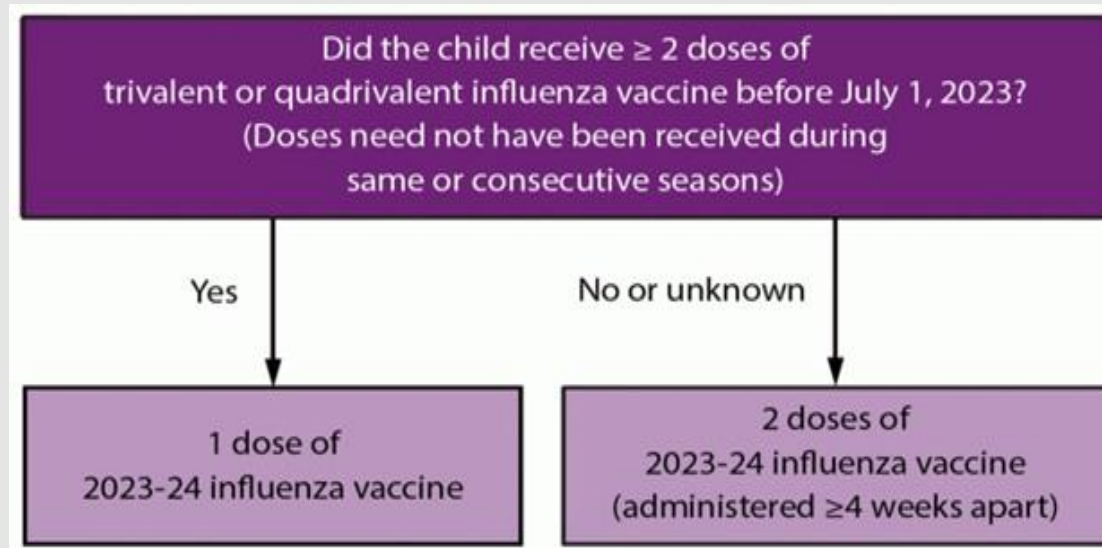 Did the child receive ≥ 2 doses of
trivalent or quadrivalent influenza vaccine before July 1, 2023?
(Doses need not have been received during
same or consecutive seasons)
Yes
No or unknown
1 dose of
2023-24 influenza vaccine
2 doses of
2023-24 influenza vaccine
(administered ≥4 weeks apart)